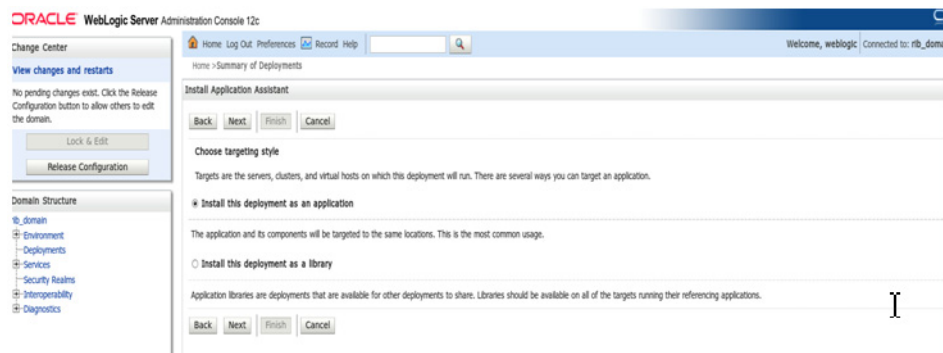 ORACLE WebLogic Server Administration Console 12c
Change Center
View changes and restarts
No pending changes exist. Click the Release
Configuration button to allow others to edit
the domain.
Lock & Edit
Release Configuration
Domain Structure
rib_domain
Environment
Deployments
Services
Security Realms
Interoperability
Diagnostics
Home Log Out Preferences Record Help
Welcome, weblogic Connected to: rib_doma
Home >Summary of Deployments
Install Application Assistant
Back Next Finish Cancel
Choose targeting style
Targets are the servers, clusters, and virtual hosts on which this deployment will run. There are several ways you can target an application.
Install this deployment as an application
The application and its components will be targeted to the same locations. This is the most common usage.
Install this deployment as a library
Application libraries are deployments that are available for other deployments to share. Libraries should be available on all of the targets running their referencing applications.
Back Next Finish Cancel